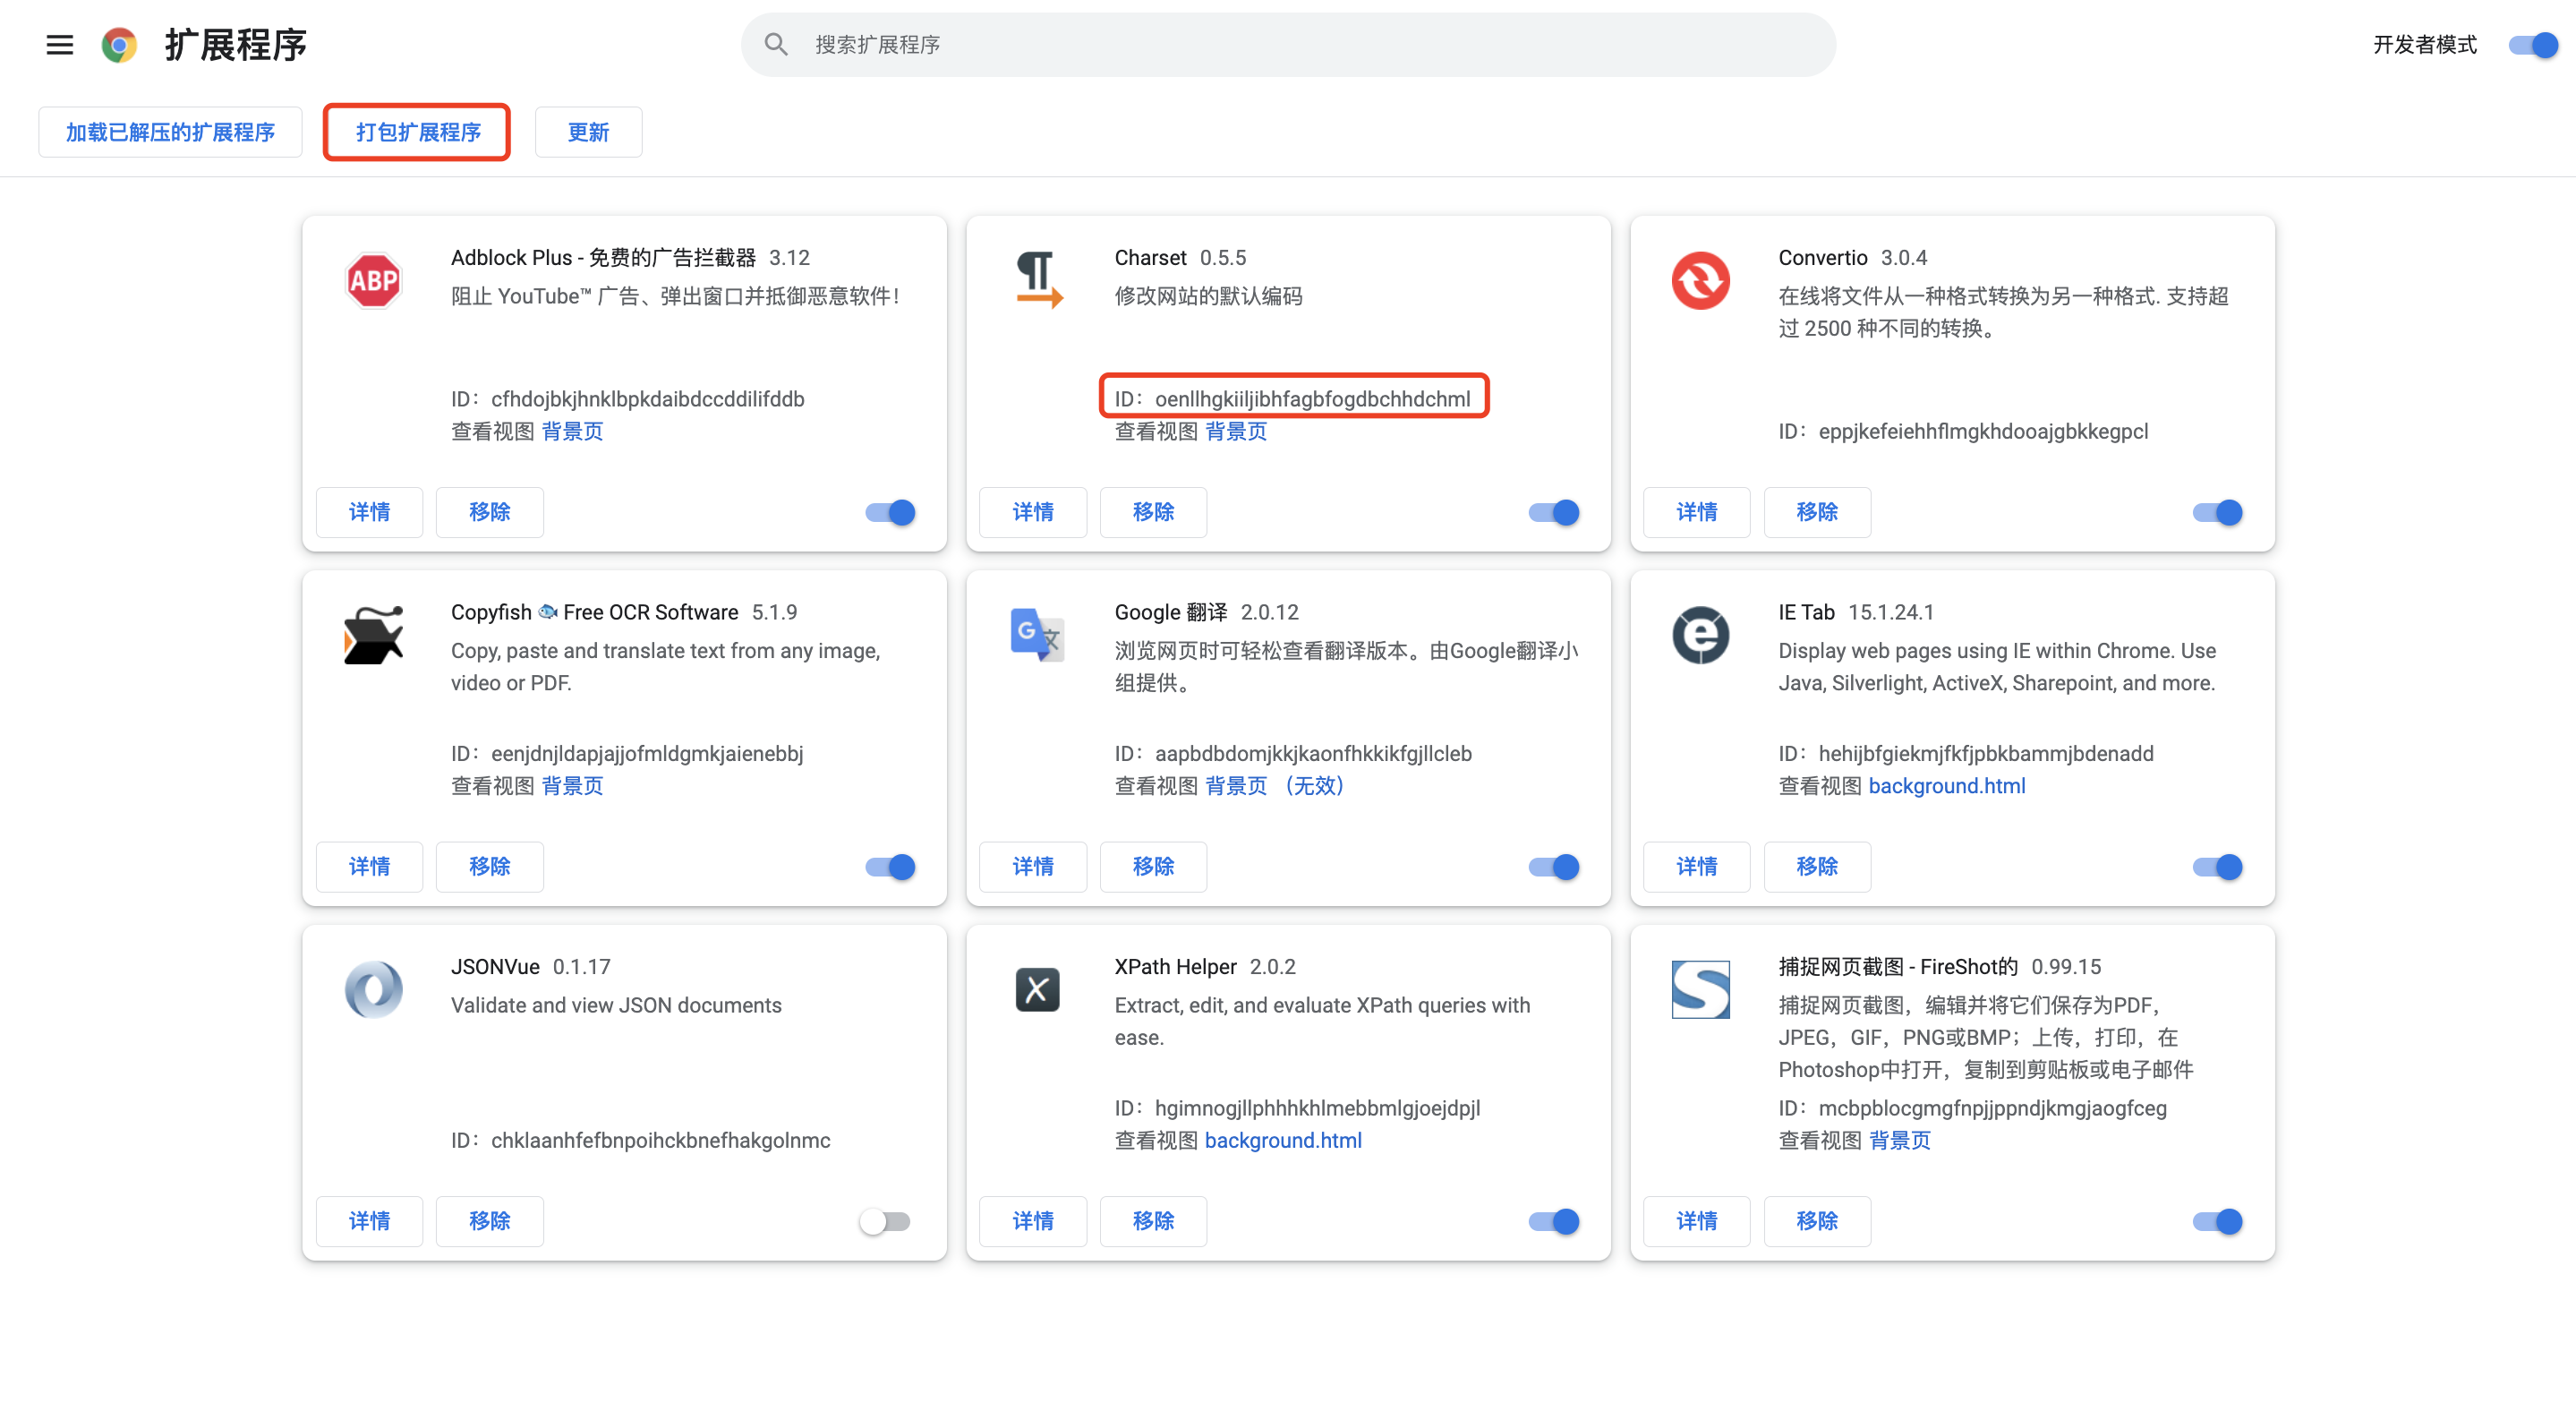 扩展程序
搜索扩展程序
开发者模式
加载已解压的扩展程序
打包扩展程序
更新
ABP
Adblock Plus - 免费的广告拦截器 3.12
阻止 YouTube™ 广告、弹出窗口并抵御恶意软件！
ID： cfhdojbkjhnklbpkdaibdccddilifddb
查看视图 背景页
详情
移除
Charset 0.5.5
修改网站的默认编码
ID： oenllhgkiiljibhfagbfogdbchhdchml
查看视图 背景页
详情
移除
Convertio 3.0.4
在线将文件从一种格式转换为另一种格式. 支持超
过 2500 种不同的转换。
ID： eppjkefeiehhflmgkhdooajgbkkegpcl
详情
移除
Copyfish 🐟 Free OCR Software 5.1.9
Copy, paste and translate text from any image,
video or PDF.
ID： eenjdnjldapjajjofmldgmkjaienebbj
查看视图 背景页
详情
移除
G 文
Google 翻译 2.0.12
浏览网页时可轻松查看翻译版本。由Google翻译小
组提供。
ID： aapbdbdomjkkjkaonfhkkikfgjllcleb
查看视图 背景页 （无效）
详情
移除
IE Tab 15.1.24.1
Display web pages using IE within Chrome. Use
Java, Silverlight, ActiveX, Sharepoint, and more.
ID： hehijbfgiekmjfkfjpbkbammjbdenadd
查看视图 background.html
详情
移除
JSONVue 0.1.17
Validate and view JSON documents
ID： chklaanhfefbnpoihckbnefhakgolnmc
详情
移除
XPath Helper 2.0.2
Extract, edit, and evaluate XPath queries with
ease.
ID： hgimnogjllphhhkhlmebbmlgjoejdpjl
查看视图 background.html
详情
移除
捕捉网页截图 - FireShot的 0.99.15
捕捉网页截图，编辑并将它们保存为PDF，
JPEG，GIF，PNG或BMP；上传，打印，在
Photoshop中打开，复制到剪贴板或电子邮件
ID： mcbpblocgmgfnpjjppndjkmgjaogfceg
查看视图 背景页
详情
移除